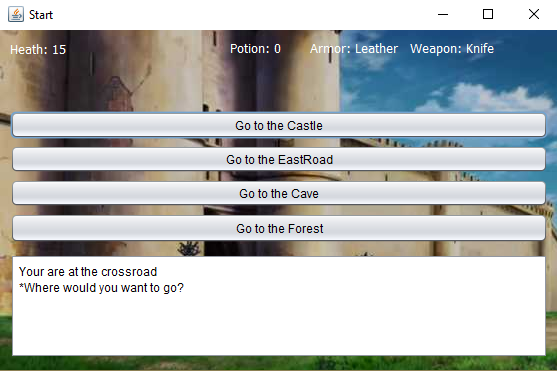 Start
Heath: 15 Potion: 0 Armor: Leather Weapon: Knife
Go to the Castle
Go to the EastRoad
Go to the Cave
Go to the Forest
Your are at the crossroad
*Where would you want to go?